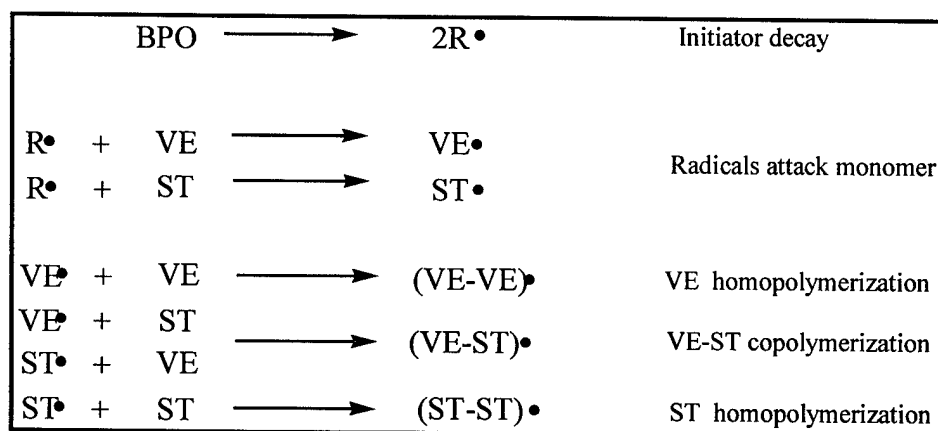 BPO ⟶ 2R• Initiator decay
R• + VE ⟶ VE•
R• + ST ⟶ ST•
Radicals attack monomer
VE• + VE ⟶ (VE-VE)• VE homopolymerization
VE• + ST
ST• + VE
⟶ (VE-ST)• VE-ST copolymerization
ST• + ST ⟶ (ST-ST)• ST homopolymerization